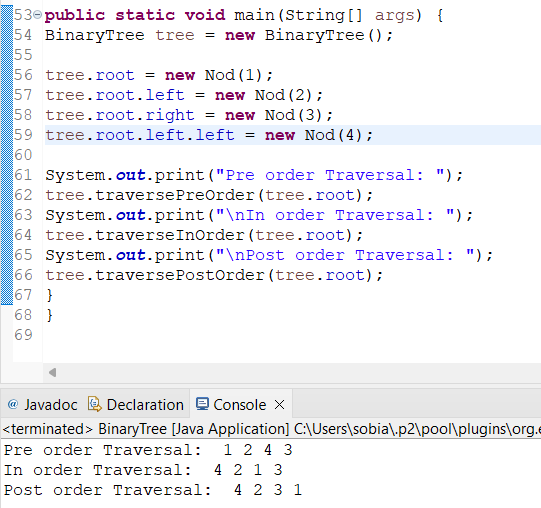 53 public static void main(String[] args) {
54 BinaryTree tree = new BinaryTree();
55
56 tree.root = new Nod(1);
57 tree.root.left = new Nod(2);
58 tree.root.right = new Nod(3);
59 tree.root.left.left = new Nod(4);
60
61 System.out.print("Pre order Traversal: ");
62 tree.traversePreOrder(tree.root);
63 System.out.print("\nIn order Traversal: ");
64 tree.traverseInOrder(tree.root);
65 System.out.print("\nPost order Traversal: ");
66 tree.traversePostOrder(tree.root);
67 }
68 }
69
@ Javadoc Declaration Console
<terminated> BinaryTree [Java Application] C:\Users\sobia\.p2\pool\plugins\org.e
Pre order Traversal:  1 2 4 3
In order Traversal:  4 2 1 3
Post order Traversal:  4 2 3 1